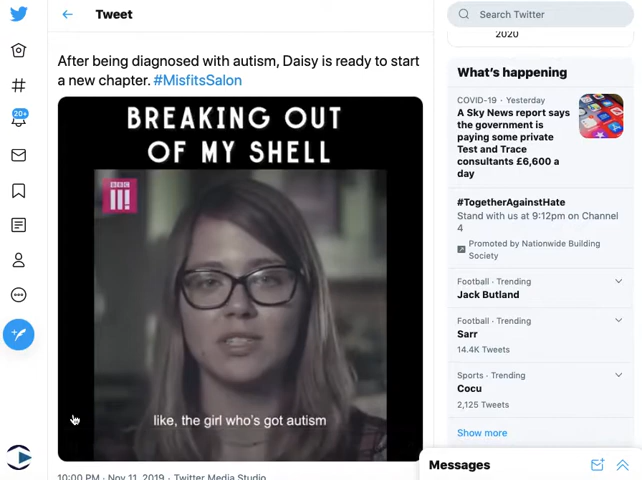 Tweet
Search Twitter
2020
After being diagnosed with autism, Daisy is ready to start
a new chapter. #MisfitsSalon
BREAKING OUT
OF MY SHELL
BBC
III!
like, the girl who's got autism
10:00 PM · Nov 11, 2019 · Twitter Media Studio
20+
What's happening
COVID-19 · Yesterday
A Sky News report says
the government is
paying some private
Test and Trace
consultants £6,600 a
day
#TogetherAgainstHate
Stand with us at 9:12pm on Channel
4
Promoted by Nationwide Building
Society
Football · Trending
Jack Butland
Football · Trending
Sarr
14.4K Tweets
Sports · Trending
Cocu
2,125 Tweets
Show more
Messages